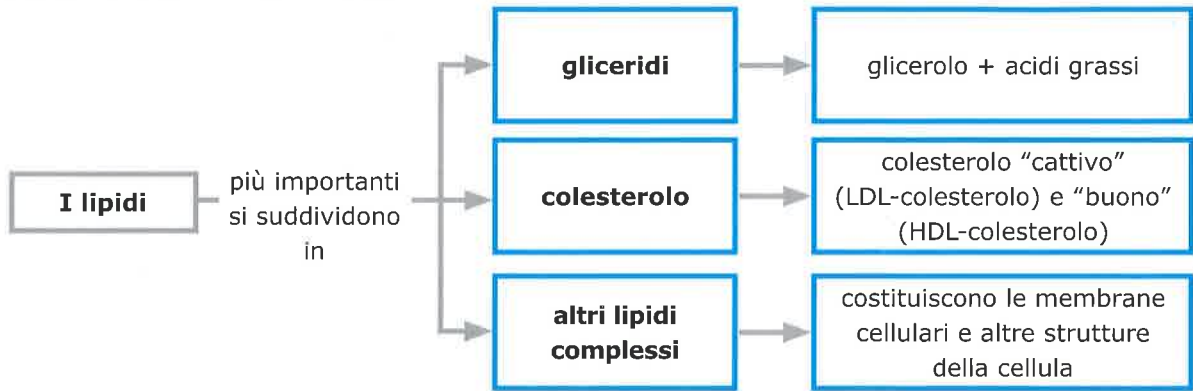 I lipidi
più importanti
si suddividono
in
gliceridi
glicerolo + acidi grassi
colesterolo
colesterolo “cattivo”
(LDL-colesterolo) e “buono”
(HDL-colesterolo)
altri lipidi
complessi
costituiscono le membrane
cellulari e altre strutture
della cellula